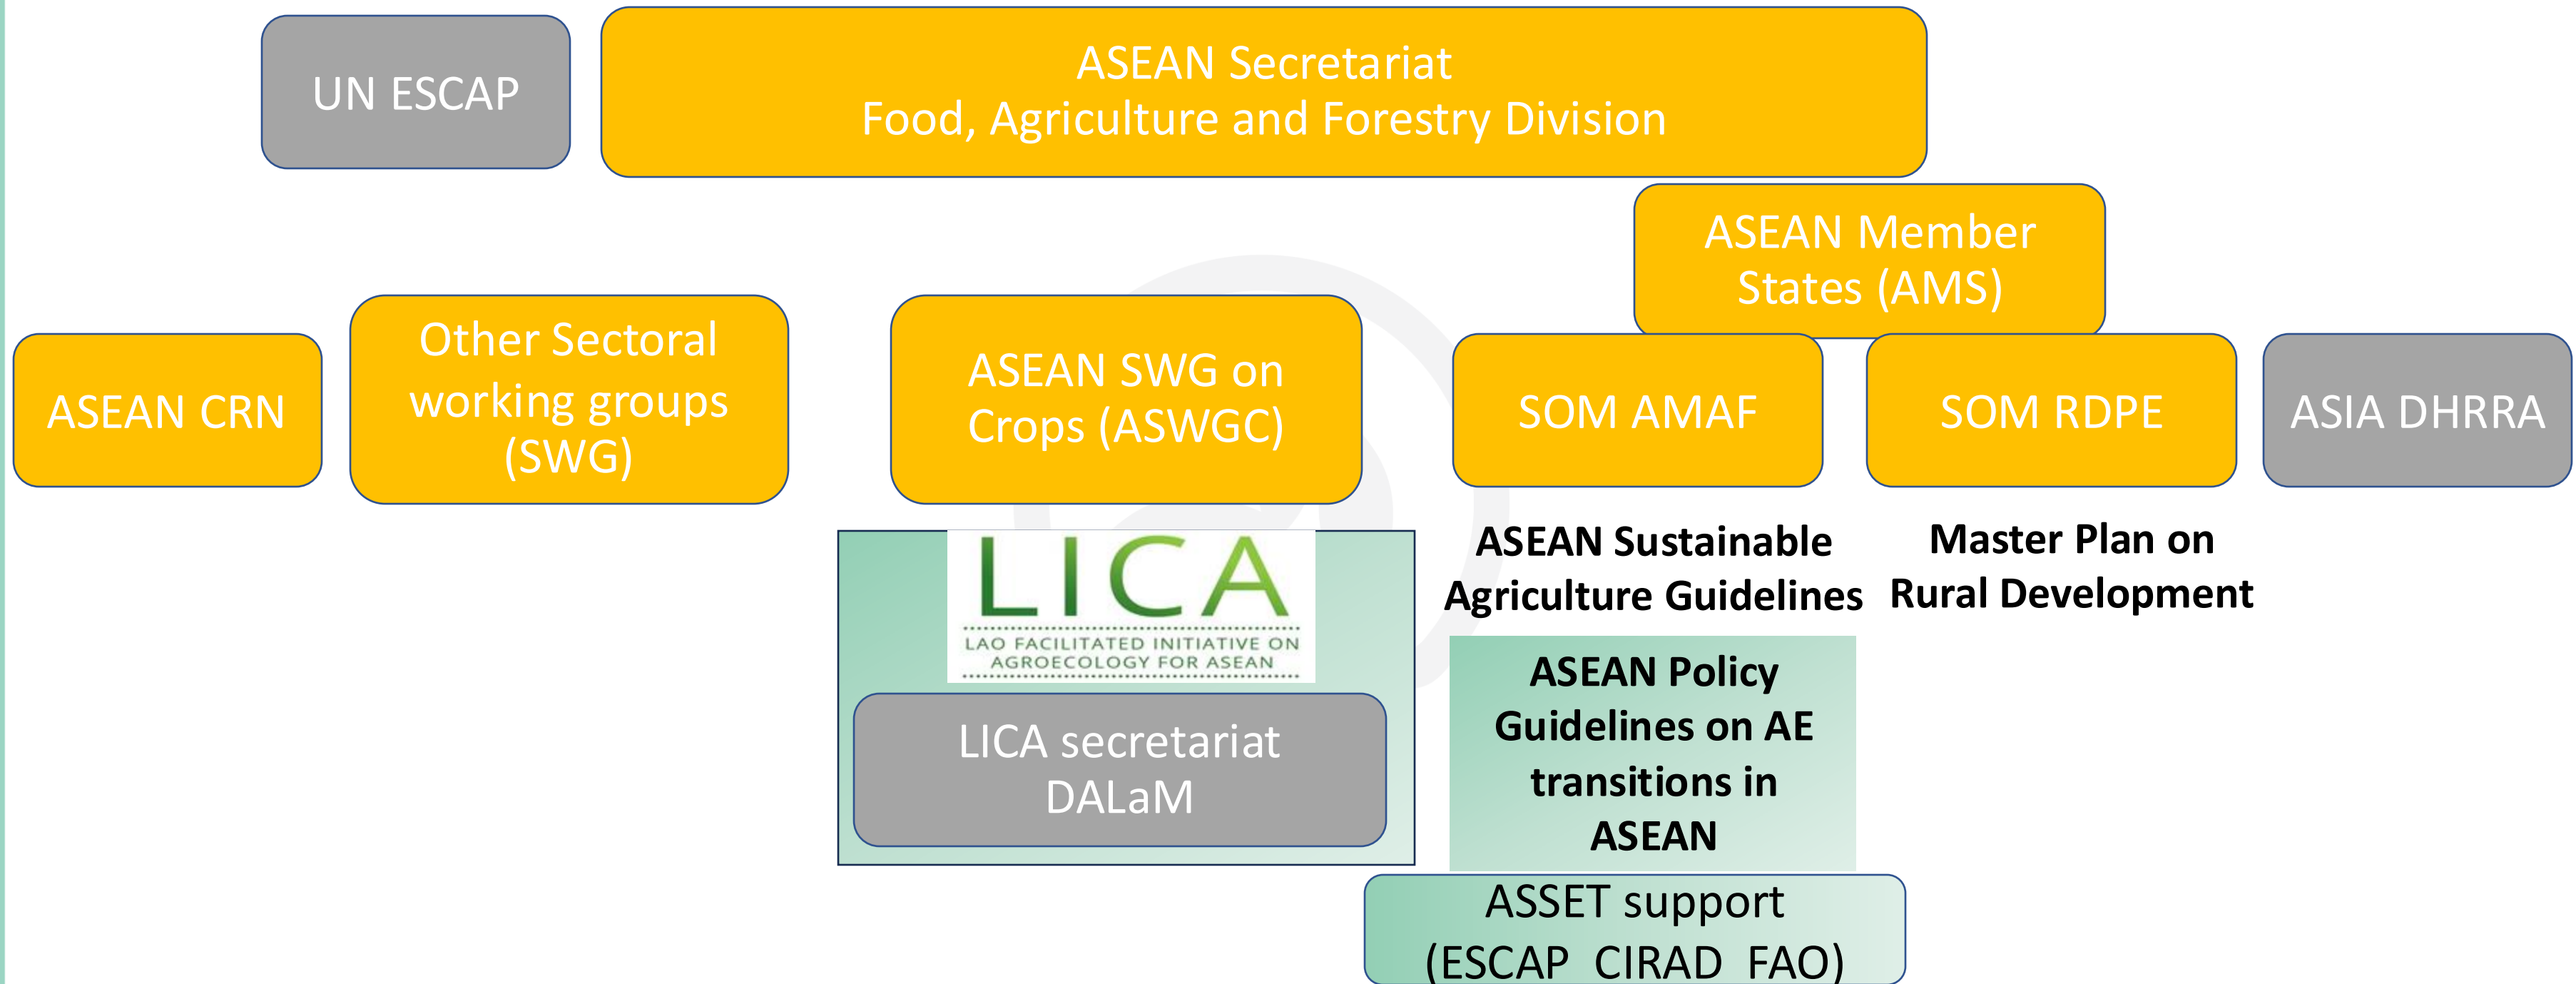 UN ESCAP
ASEAN Secretariat
Food, Agriculture and Forestry Division
ASEAN Member
States (AMS)
ASEAN CRN
Other Sectoral
working groups
(SWG)
ASEAN SWG on
Crops (ASWGC)
SOM AMAF
SOM RDPE
ASIA DHRRA
LICA
LAO FACILITATED INITIATIVE ON
AGROECOLOGY FOR ASEAN
LICA secretariat
DALaM
ASEAN Sustainable
Agriculture Guidelines
Master Plan on
Rural Development
ASEAN Policy
Guidelines on AE
transitions in
ASEAN
ASSET support
(ESCAP CIRAD FAO)